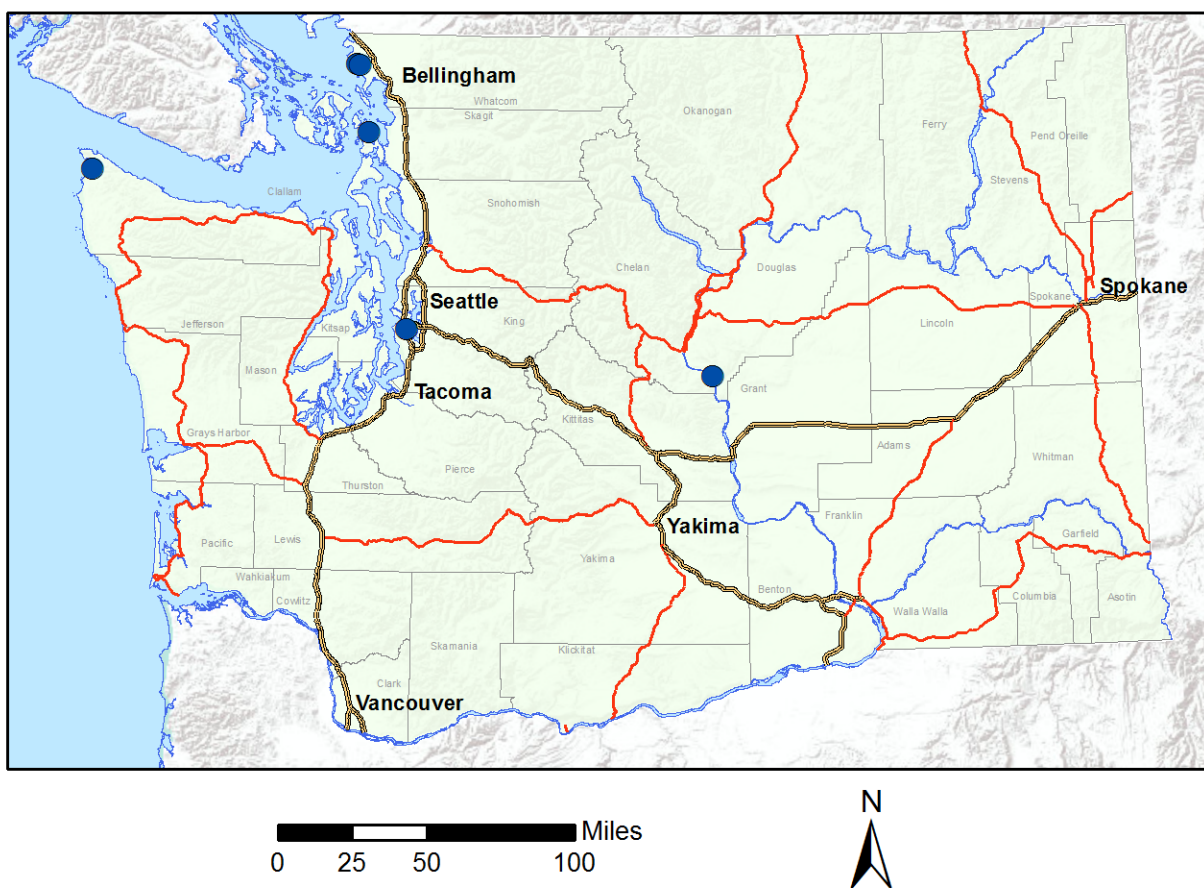 Bellingham
Whatcom
Skagit
Okanogan
Ferry
Pend Oreille
Stevens
Clallam
Snohomish
Chelan
Douglas
Seattle
Spokane
Spokane
King
Lincoln
Jefferson
Kitsap
Mason
Tacoma
Grant
Kittitas
Grays Harbor
Adams
Whitman
Pierce
Thurston
Franklin
Yakima
Pacific
Lewis
Yakima
Garfield
Wahkiakum
Benton
Columbia
Asotin
Cowlitz
Walla Walla
Skamania
Klickitat
Clark
Vancouver
N
Miles
0 25 50 100